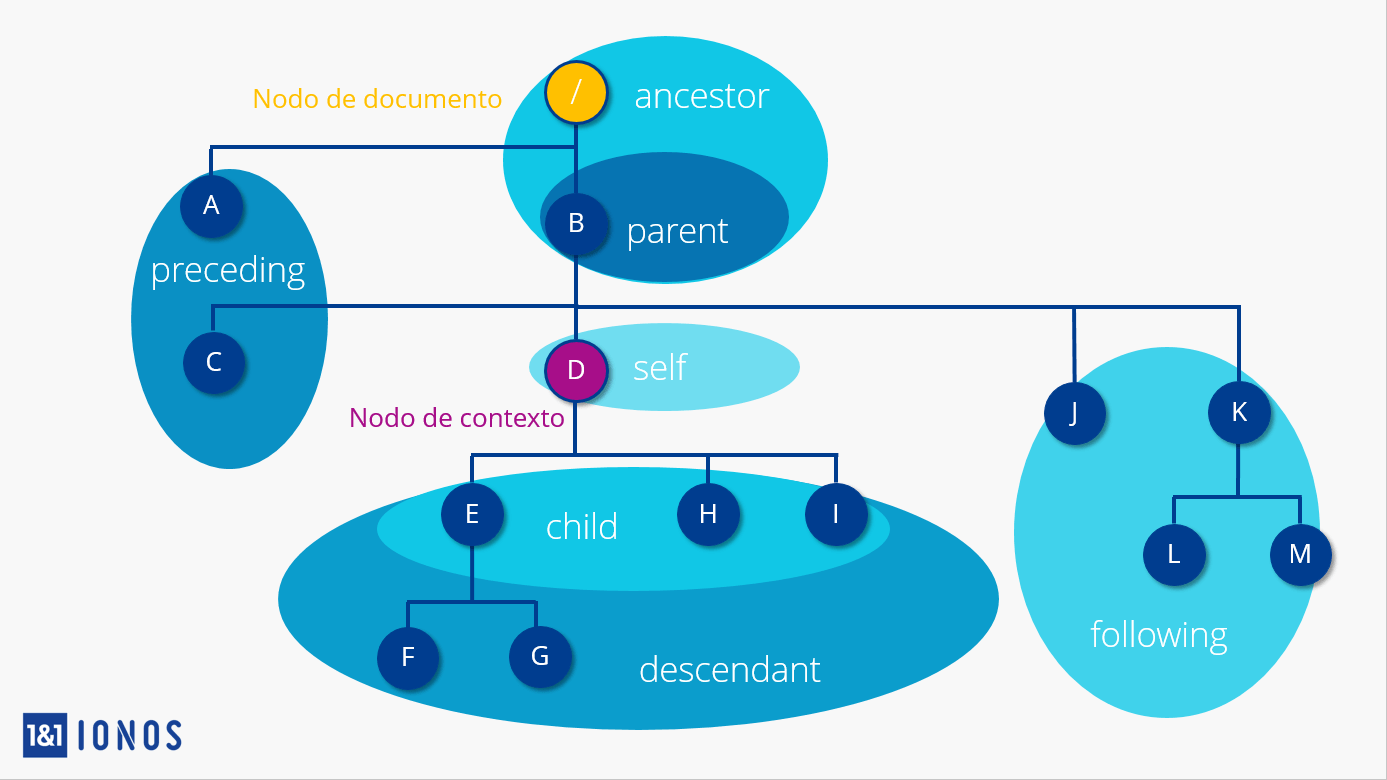 Nodo de documento
/
ancestor
A
B
parent
preceding
C
D
self
Nodo de contexto
J
K
E
child
H
I
L
M
F
G
descendant
following
1&1 IONOS